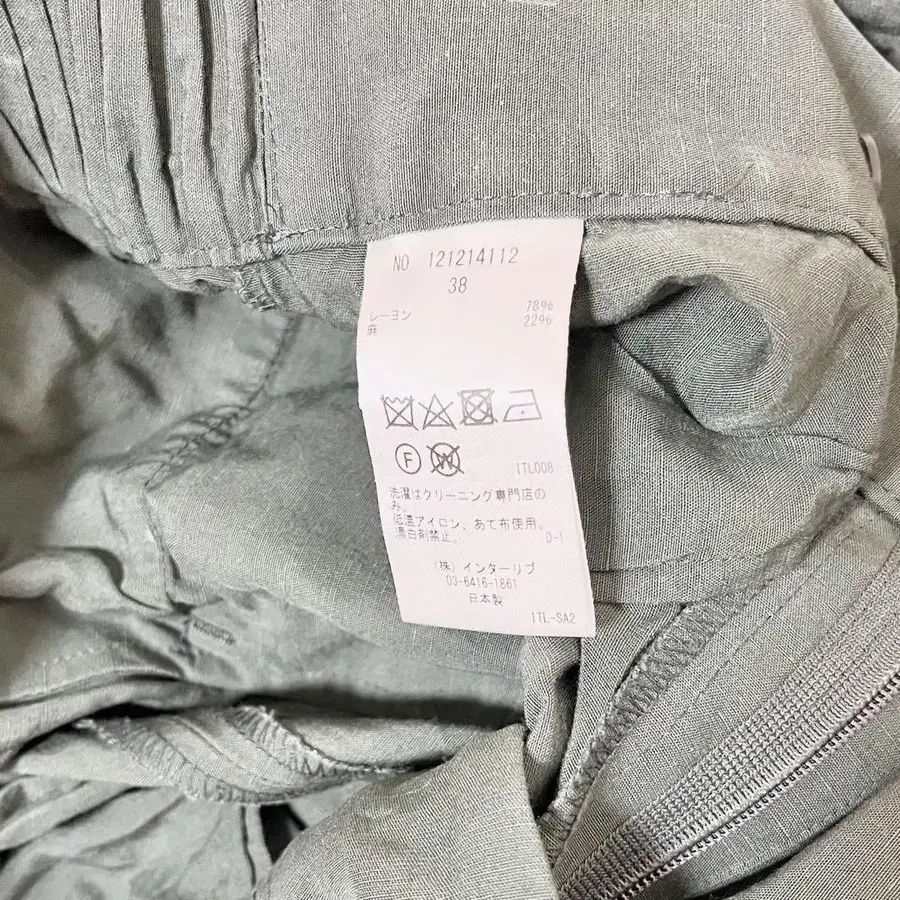 NO 121214112
38
レーヨン 78%
麻 22%
F W
ITL008
洗濯はクリーニング専門店の
み。
低温アイロン、あて布使用。
漂白剤禁止。 D-1
(株)インターリブ
03-6416-1861
日本製
ITL-SA2